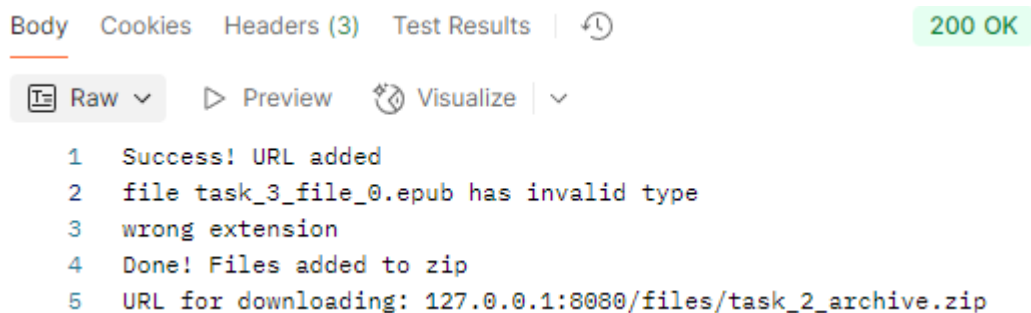 Body Cookies Headers (3) Test Results 200 OK
Raw Preview Visualize
1 Success! URL added
2 file task_3_file_0.epub has invalid type
3 wrong extension
4 Done! Files added to zip
5 URL for downloading: 127.0.0.1:8080/files/task_2_archive.zip